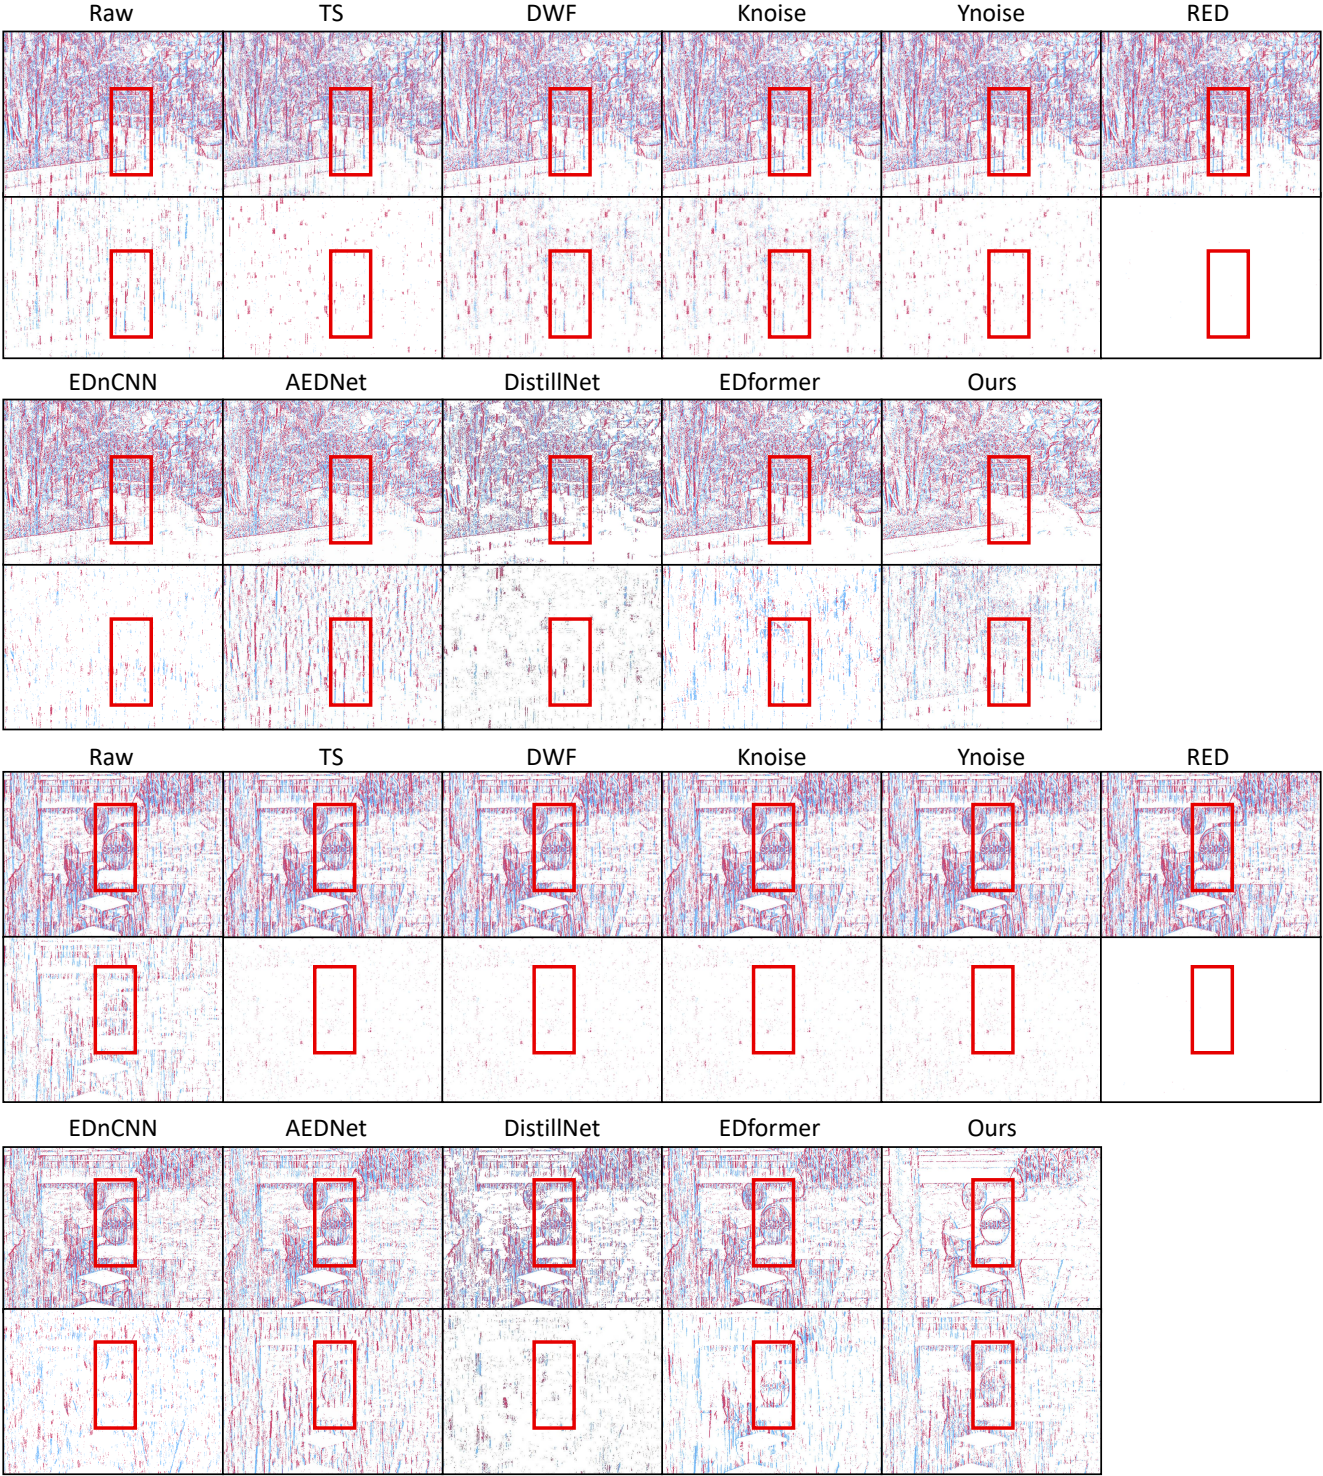 Raw TS DWF Knoise Ynoise RED
EDnCNN AEDNet DistillNet EDformer Ours
Raw TS DWF Knoise Ynoise RED
EDnCNN AEDNet DistillNet EDformer Ours